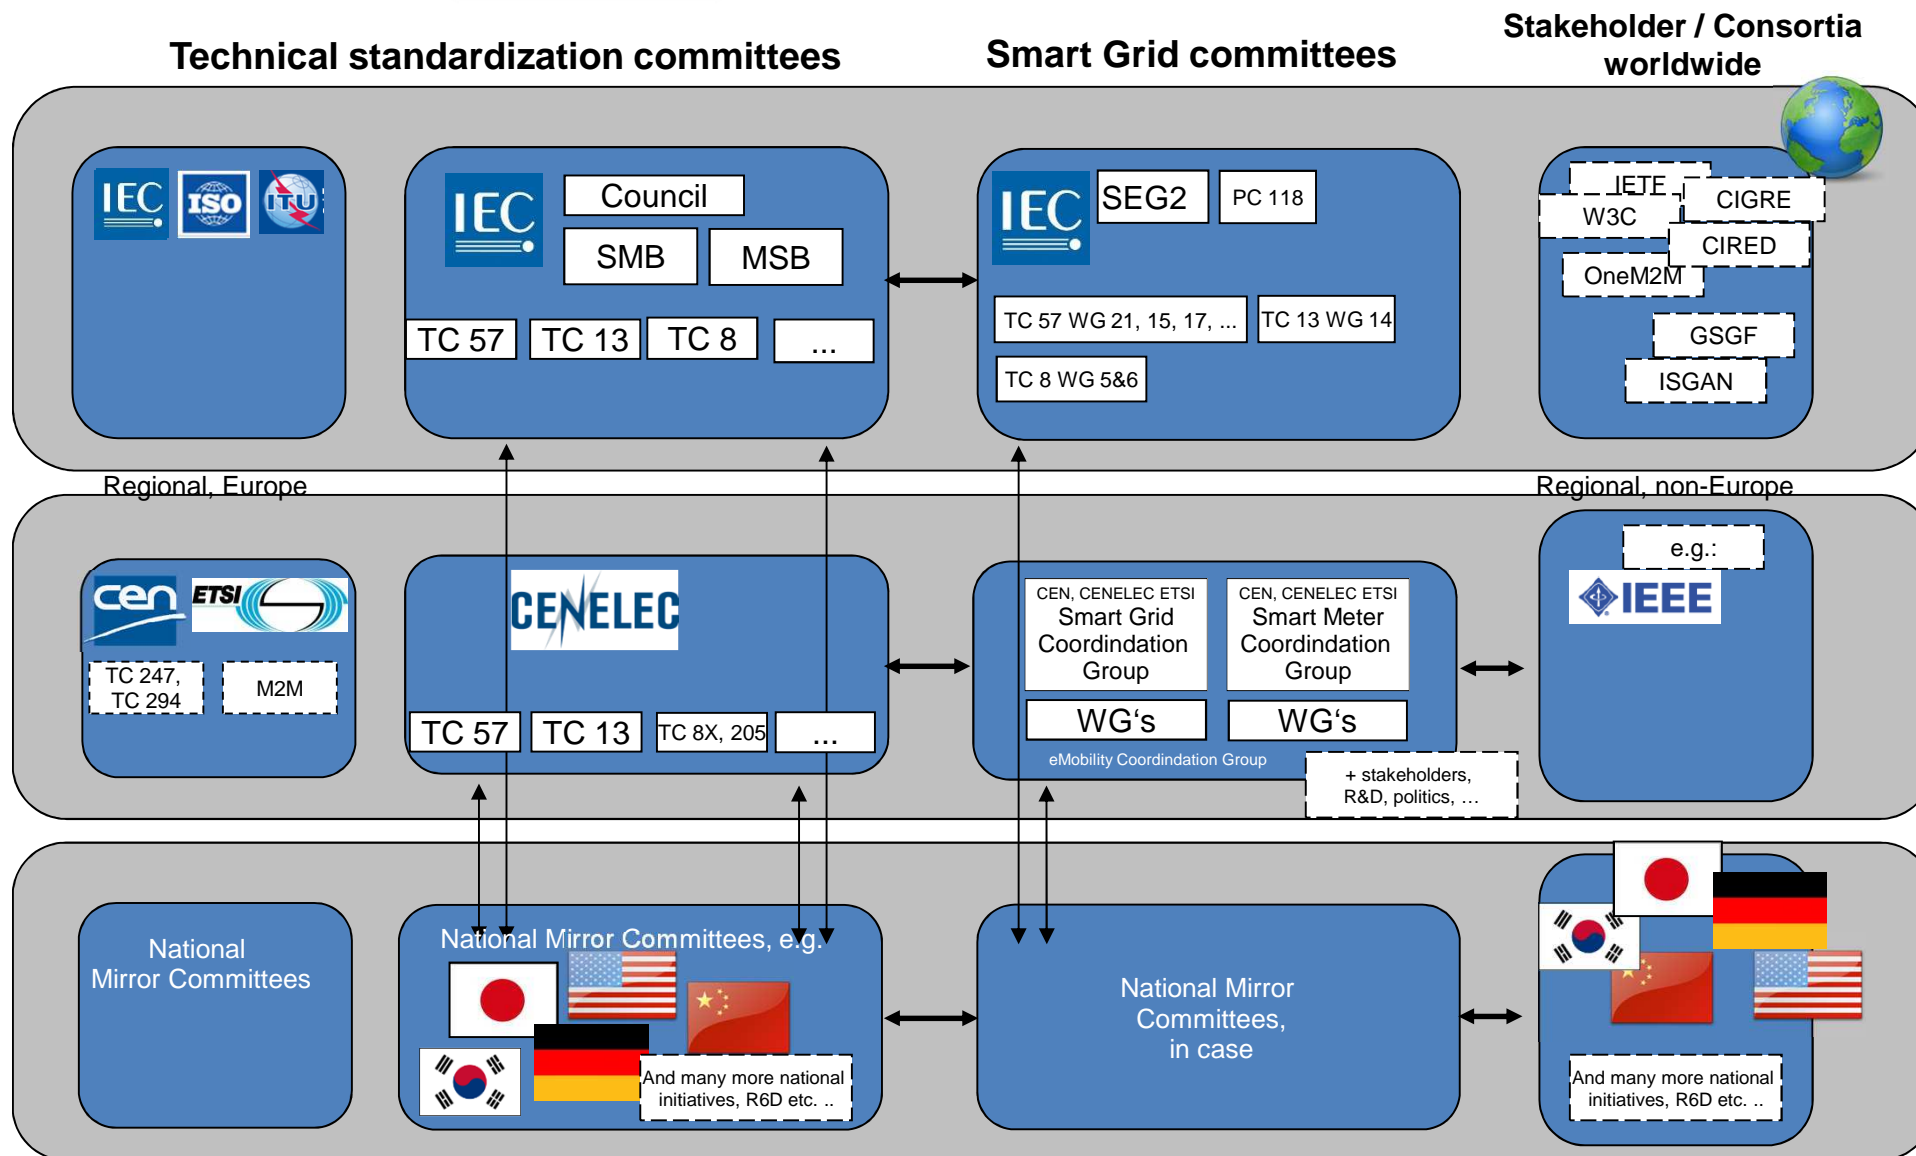 Technical standardization committees
Smart Grid committees
Stakeholder / Consortia
worldwide
IEC
ISO
ITU
IEC
Council
SMB
MSB
TC 57
TC 13
TC 8
...
IEC
SEG2
PC 118
TC 57 WG 21, 15, 17, ...
TC 13 WG 14
TC 8 WG 5&6
IETF
CIGRE
W3C
CIRED
OneM2M
GSGF
ISGAN
Regional, Europe
Regional, non-Europe
cen
ETSI
TC 247,
TC 294
M2M
CENELEC
TC 57
TC 13
TC 8X, 205
...
CEN, CENELEC ETSI
Smart Grid
Coordindation
Group
WG's
CEN, CENELEC ETSI
Smart Meter
Coordindation
Group
WG's
eMobility Coordindation Group
+ stakeholders,
R&D, politics, …
e.g.:
IEEE
National
Mirror Committees
National Mirror Committees, e.g.
And many more national
initiatives, R6D etc. ..
National Mirror
Committees,
in case
And many more national
initiatives, R6D etc. ..